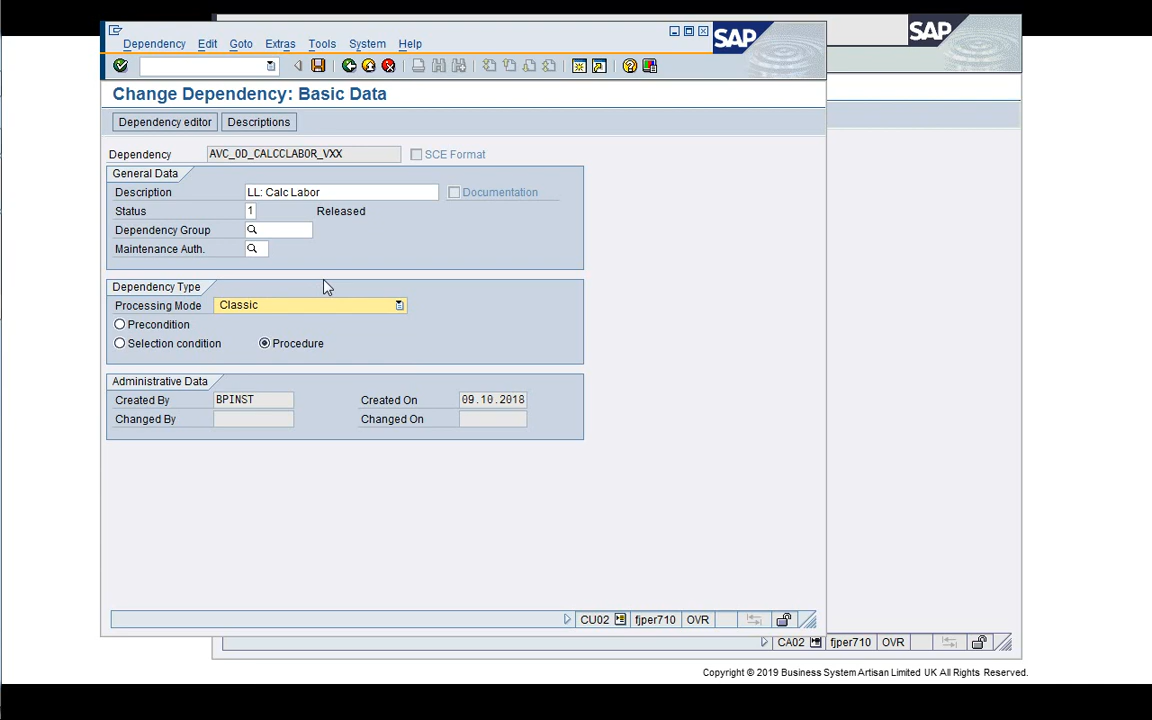 SAP
SAP
Dependency Edit Goto Extras Tools System Help
Change Dependency: Basic Data
Dependency editor Descriptions
Dependency AVC_OD_CALCCLABOR_VXX SCE Format
General Data
Description LL: Calc Labor Documentation
Status 1 Released
Dependency Group
Maintenance Auth.
Dependency Type
Processing Mode Classic
Precondition
Selection condition Procedure
Administrative Data
Created By BPINST Created On 09.10.2018
Changed By Changed On
CU02 fjper710 OVR
CA02 fjper710 OVR
Copyright © 2019 Business System Artisan Limited UK All Rights Reserved.